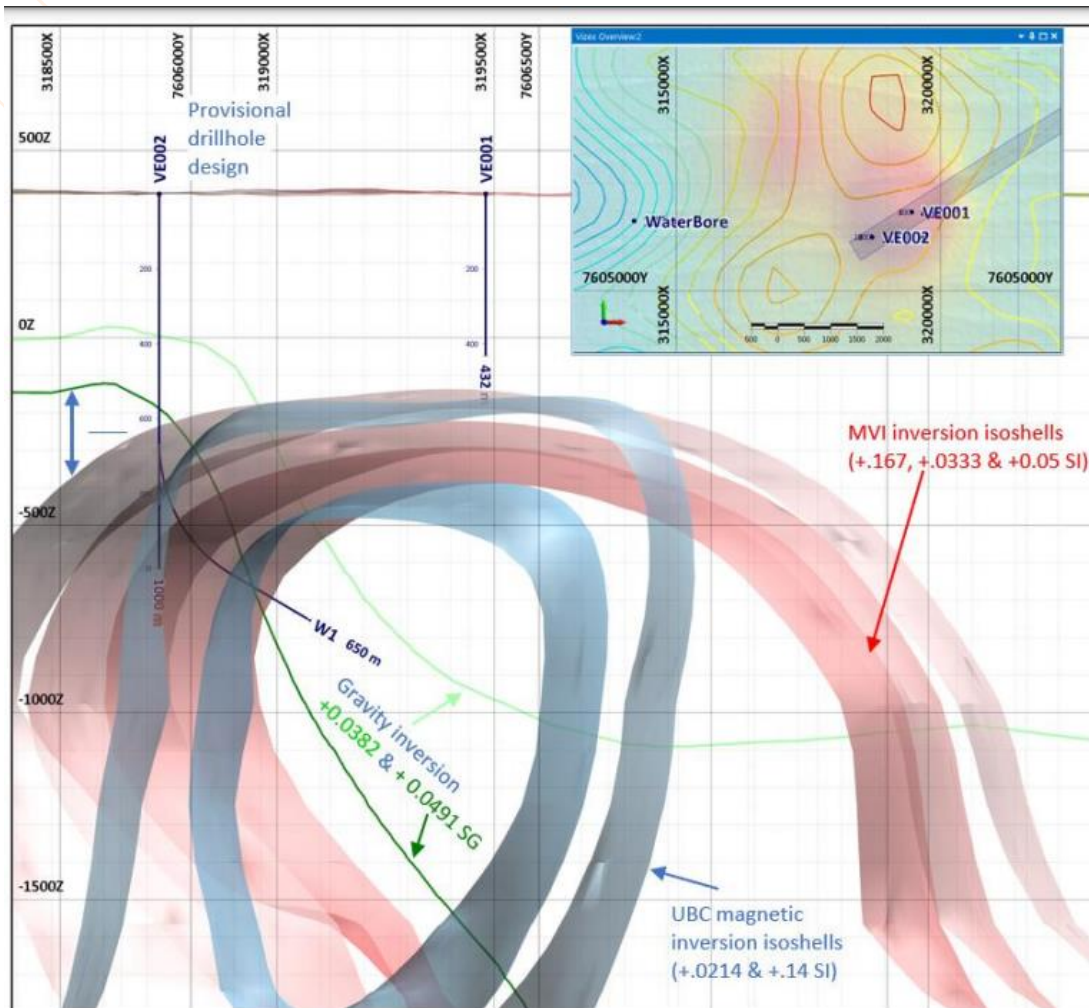 318500X
7606000Y
319000X
319500X
7606500Y
Provisional
drillhole
design
VE002
VE001
500Z
200
200
0Z
400
400
432 m
600
-500Z
1000 m
W1 650 m
-1000Z
Gravity inversion
+0.0382 & + 0.0491 SG
-1500Z
MVI inversion isoshells
(+.167, +.0333 & +0.05 SI)
UBC magnetic
inversion isoshells
(+.0214 & +.14 SI)
Vizex Overview:2
315000X
320000X
WaterBore
VE001
VE002
7605000Y
7605000Y
315000X
320000X
500 0 500 1000 1500 2000